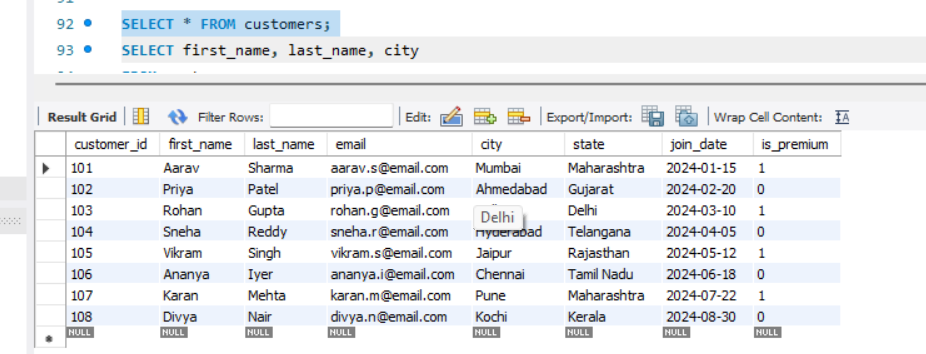 92 SELECT * FROM customers;
93 SELECT first_name, last_name, city
Result Grid Filter Rows: Edit: Export/Import: Wrap Cell Content: IA
customer_id first_name last_name email city state join_date is_premium
101 Aarav Sharma aarav.s@email.com Mumbai Maharashtra 2024-01-15 1
102 Priya Patel priya.p@email.com Ahmedabad Gujarat 2024-02-20 0
103 Rohan Gupta rohan.g@email.com Delhi 2024-03-10 1
Delhi
104 Sneha Reddy sneha.r@email.com Hyderabad Telangana 2024-04-05 0
105 Vikram Singh vikram.s@email.com Jaipur Rajasthan 2024-05-12 1
106 Ananya Iyer ananya.i@email.com Chennai Tamil Nadu 2024-06-18 0
107 Karan Mehta karan.m@email.com Pune Maharashtra 2024-07-22 1
108 Divya Nair divya.n@email.com Kochi Kerala 2024-08-30 0
NULL NULL NULL NULL NULL NULL NULL NULL